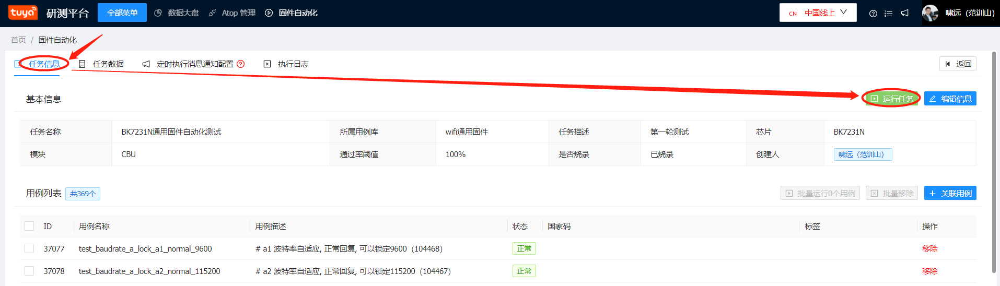 tuya 研测平台 全部菜单 数据大盘 Atop 管理 固件自动化 CN 中国线上 啸远（范训山）
首页 / 固件自动化
任务信息 任务数据 定时执行消息通知配置 执行日志 返回
基本信息 运行任务 编辑信息
任务名称 BK7231N通用固件自动化测试 所属用例库 wifi通用固件 任务描述 第一轮测试 芯片 BK7231N
模块 CBU 通过率阈值 100% 是否烧录 已烧录 创建人 啸远（范训山）
用例列表 共369个 批量运行0个用例 批量移除 + 关联用例
ID 用例名称 用例描述 状态 国家码 标签 操作
37077 test_baudrate_a_lock_a1_normal_9600 # a1 波特率自适应, 正常回复, 可以锁定9600（104468） 正常 移除
37078 test_baudrate_a_lock_a2_normal_115200 # a2 波特率自适应, 正常回复, 可以锁定115200（104467） 正常 移除